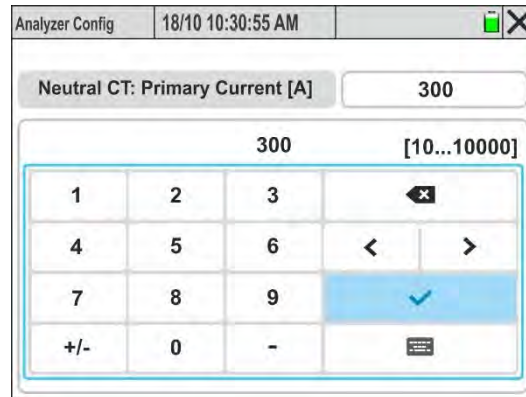 Analyzer Config 18/10 10:30:55 AM
Neutral CT: Primary Current [A] 300
300 [10...10000]
1 2 3
4 5 6 < >
7 8 9
+/- 0 -